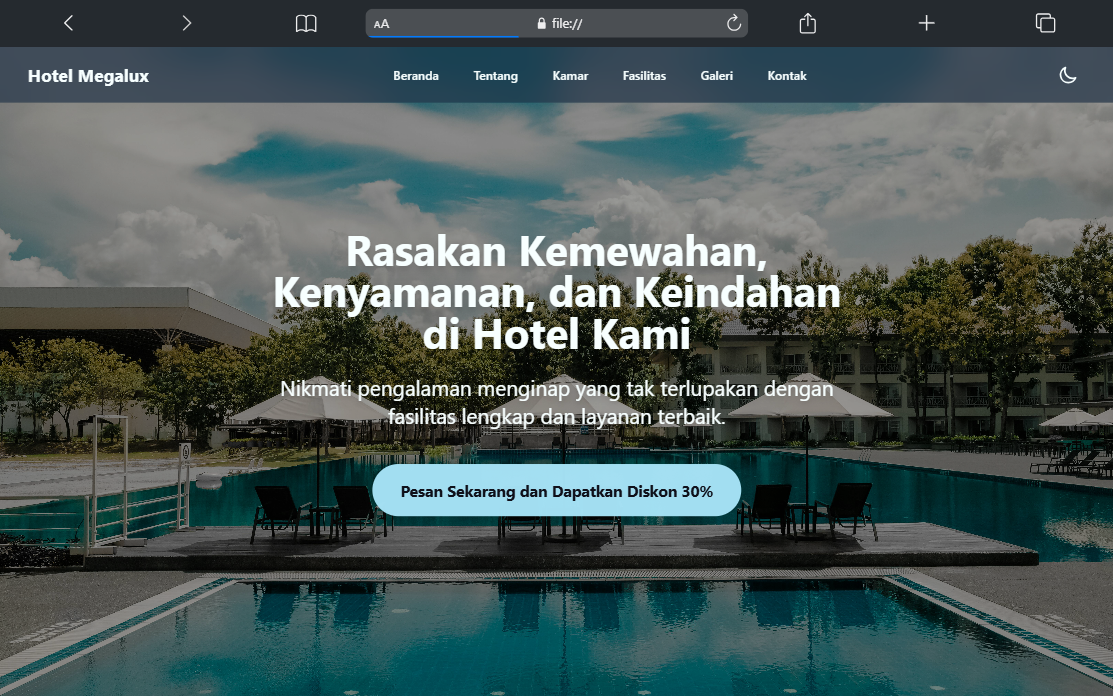 AA file://
Hotel Megalux Beranda Tentang Kamar Fasilitas Galeri Kontak
Rasakan Kemewahan,
Kenyamanan, dan Keindahan
di Hotel Kami
Nikmati pengalaman menginap yang tak terlupakan dengan
fasilitas lengkap dan layanan terbaik.
Pesan Sekarang dan Dapatkan Diskon 30%